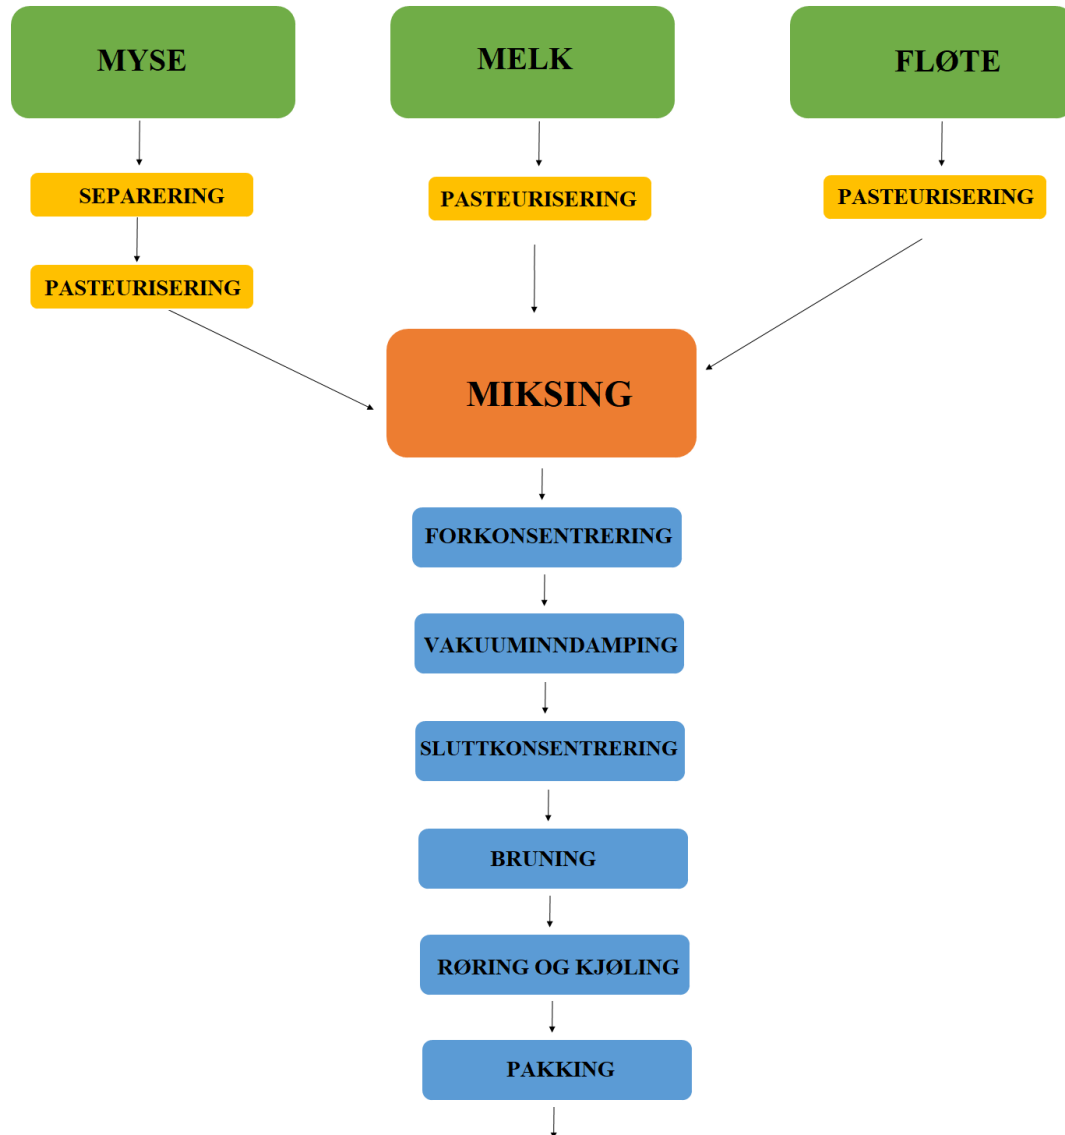 MYSE
MELK
FLØTE
SEPARERING
PASTEURISERING
PASTEURISERING
PASTEURISERING
MIKSING
FORKONSENTRERING
VAKUUMINNDAMPING
SLUTTKONSENTRERING
BRUNING
RØRING OG KJØLING
PAKKING